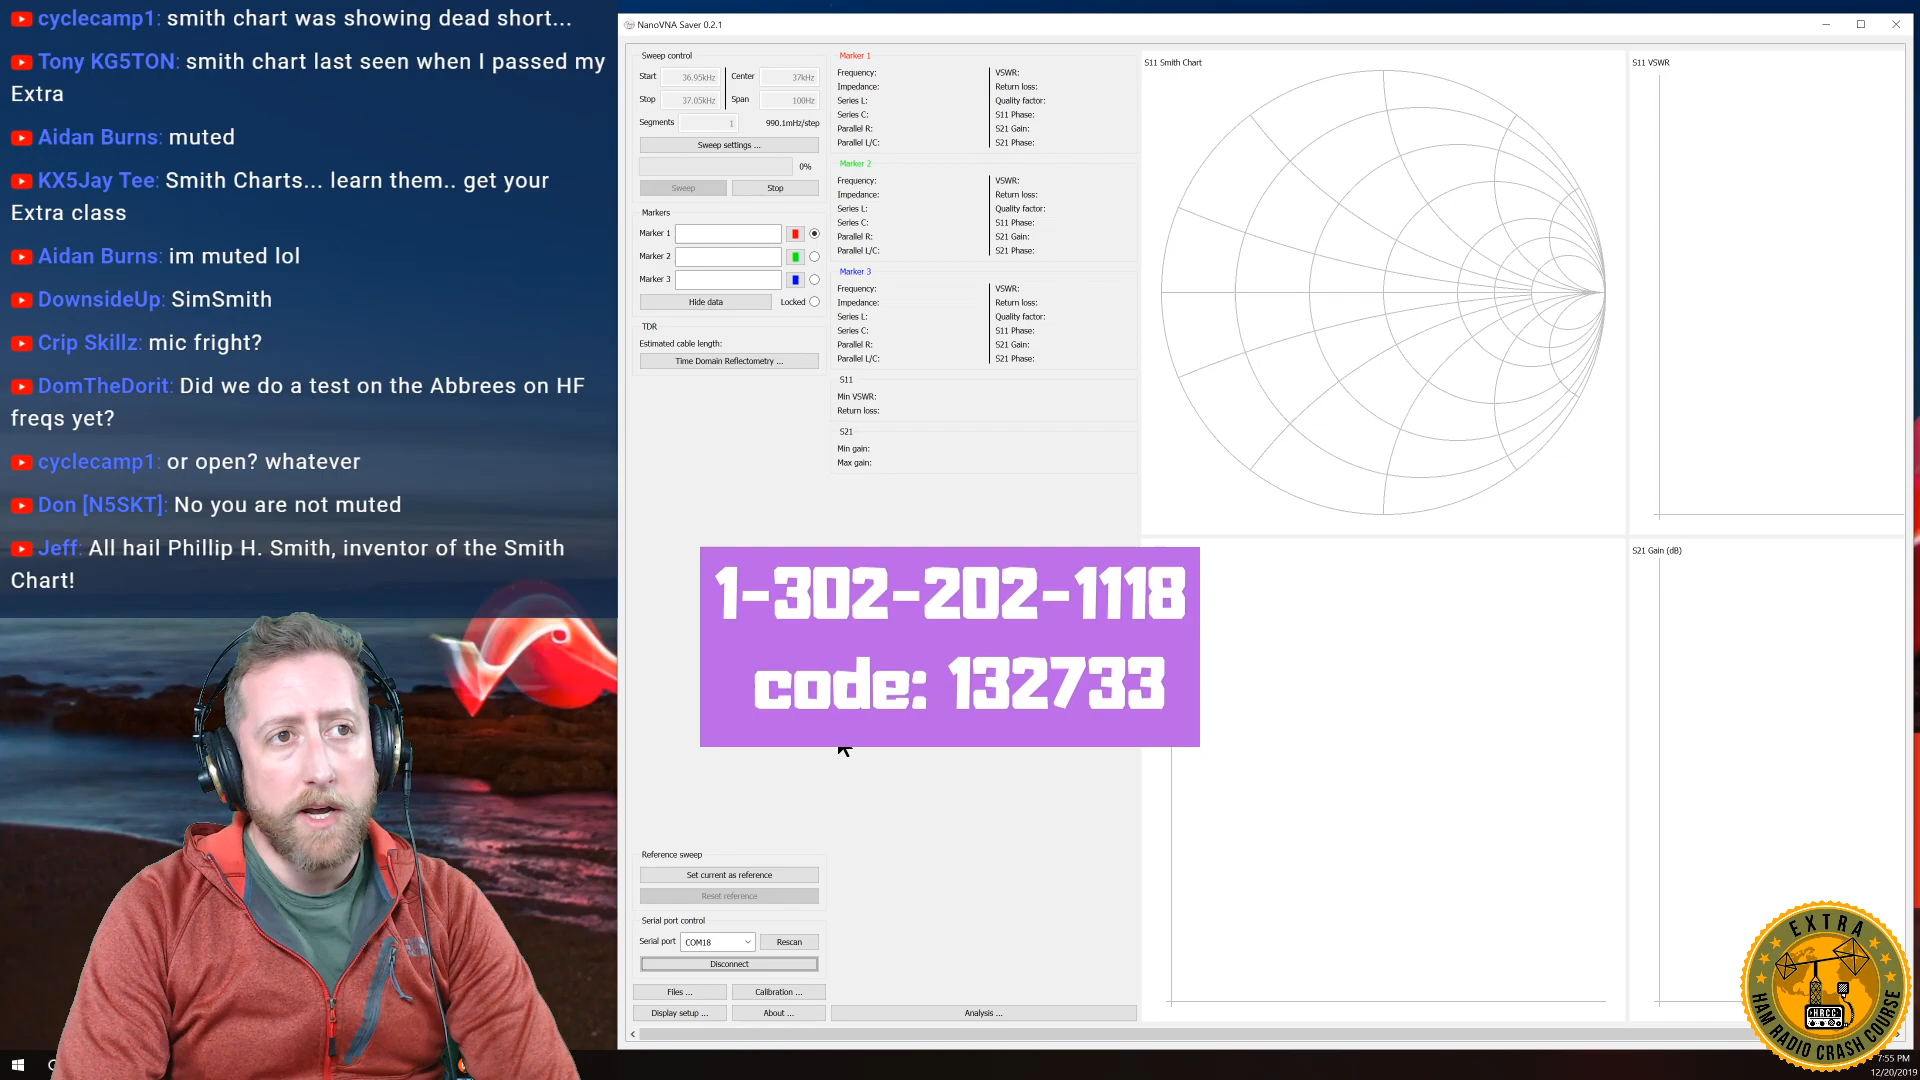 cyclecamp1: smith chart was showing dead short...
Tony KG5TON: smith chart last seen when I passed my
Extra
Aidan Burns: muted
KX5Jay Tee: Smith Charts... learn them.. get your
Extra class
Aidan Burns: im muted lol
DownsideUp: SimSmith
Crip Skillz: mic fright?
DomTheDorit: Did we do a test on the Abbrees on HF
freqs yet?
cyclecamp1: or open? whatever
Don [N5SKT]: No you are not muted
Jeff: All hail Phillip H. Smith, inventor of the Smith
Chart!
NanoVNA Saver 0.2.1
Sweep control
Start 36.95kHz Center 37kHz
Stop 37.05kHz Span 100Hz
Segments 1 990.1mHz/step
Sweep settings ...
0%
Sweep Stop
Markers
Marker 1
Marker 2
Marker 3
Hide data Locked
TDR
Estimated cable length:
Time Domain Reflectometry ...
Reference sweep
Set current as reference
Reset reference
Serial port control
Serial port COM18 Rescan
Disconnect
Files ... Calibration ...
Display setup ... About ...
Marker 1
Frequency: VSWR:
Impedance: Return loss:
Series L: Quality factor:
Series C: S11 Phase:
Parallel R: S21 Gain:
Parallel L/C: S21 Phase:
Marker 2
Frequency: VSWR:
Impedance: Return loss:
Series L: Quality factor:
Series C: S11 Phase:
Parallel R: S21 Gain:
Parallel L/C: S21 Phase:
Marker 3
Frequency: VSWR:
Impedance: Return loss:
Series L: Quality factor:
Series C: S11 Phase:
Parallel R: S21 Gain:
Parallel L/C: S21 Phase:
S11
Min VSWR:
Return loss:
S21
Min gain:
Max gain:
Analysis ...
S11 Smith Chart
S11 VSWR
S21 Gain (dB)
1-302-202-1118
code: 132733
EXTRA
HRCC
HAM RADIO CRASH COURSE
7:55 PM
12/20/2019